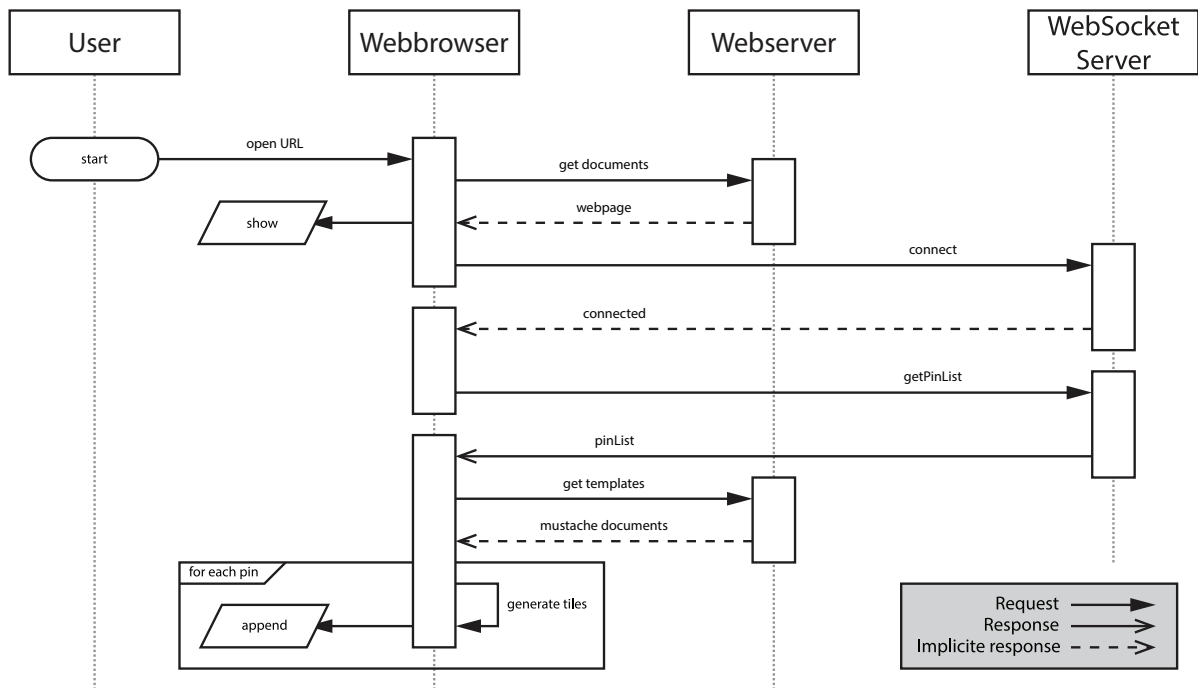 User
Webbrowser
Webserver
WebSocket
Server
start
open URL
get documents
webpage
show
connect
connected
getPinList
pinList
get templates
mustache documents
for each pin
generate tiles
append
Request
Response
Implicite response